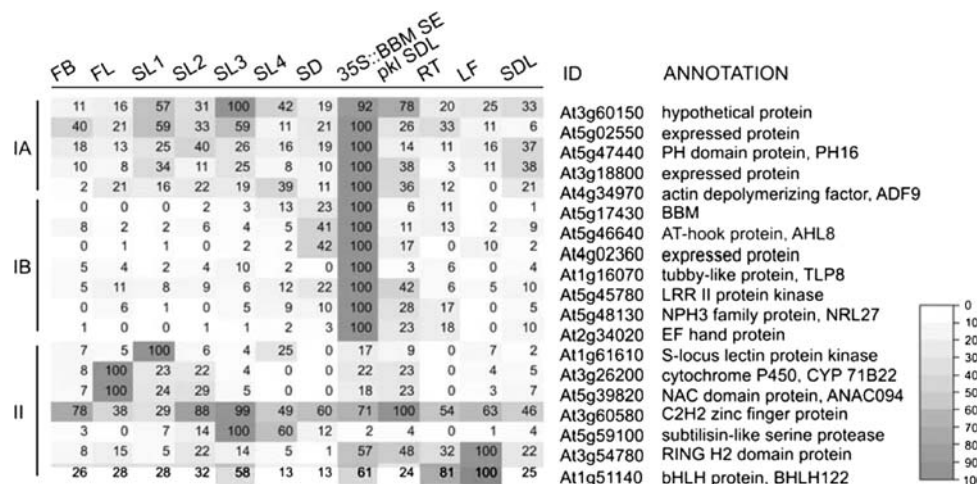 FB FL SL1 SL2 SL3 SL4 SD 35S::BBM SE pkl SDL RT LF SDL ID ANNOTATION
11 16 57 31 100 42 19 92 78 20 25 33 At3g60150 hypothetical protein
40 21 59 33 59 11 21 100 26 33 11 6 At5g02550 expressed protein
IA 18 13 25 40 26 16 19 100 14 11 16 37 At5g47440 PH domain protein, PH16
10 8 34 11 25 8 10 100 38 3 11 38 At3g18800 expressed protein
2 21 16 22 19 39 11 100 36 12 0 21 At4g34970 actin depolymerizing factor, ADF9
0 0 0 2 3 13 23 100 6 11 0 1 At5g17430 BBM
8 2 2 6 4 5 41 100 11 13 2 9 At5g46640 AT-hook protein, AHL8
0 1 1 0 2 2 42 100 17 0 10 2 At4g02360 expressed protein
IB 5 4 2 4 10 2 0 100 3 6 0 4 At1g16070 tubby-like protein, TLP8
5 11 8 9 6 12 22 100 42 6 5 10 At5g45780 LRR II protein kinase
0 6 1 0 5 9 10 100 28 17 0 5 At5g48130 NPH3 family protein, NRL27
1 0 0 1 1 2 3 100 23 18 0 10 At2g34020 EF hand protein
7 5 100 6 4 25 0 17 9 0 7 2 At1g61610 S-locus lectin protein kinase
8 100 23 22 4 0 0 22 23 0 4 5 At3g26200 cytochrome P450, CYP 71B22
7 100 24 29 5 0 0 18 23 0 3 7 At5g39820 NAC domain protein, ANAC094
II 78 38 29 88 99 49 60 71 100 54 63 46 At3g60580 C2H2 zinc finger protein
3 0 7 14 100 60 12 2 4 0 1 4 At5g59100 subtilisin-like serine protease
8 15 5 22 14 5 1 57 48 32 100 22 At3g54780 RING H2 domain protein
26 28 28 32 58 13 13 61 24 81 100 25 At1g51140 bHLH protein, BHLH122
0
10
20
30
40
50
60
70
80
90
100